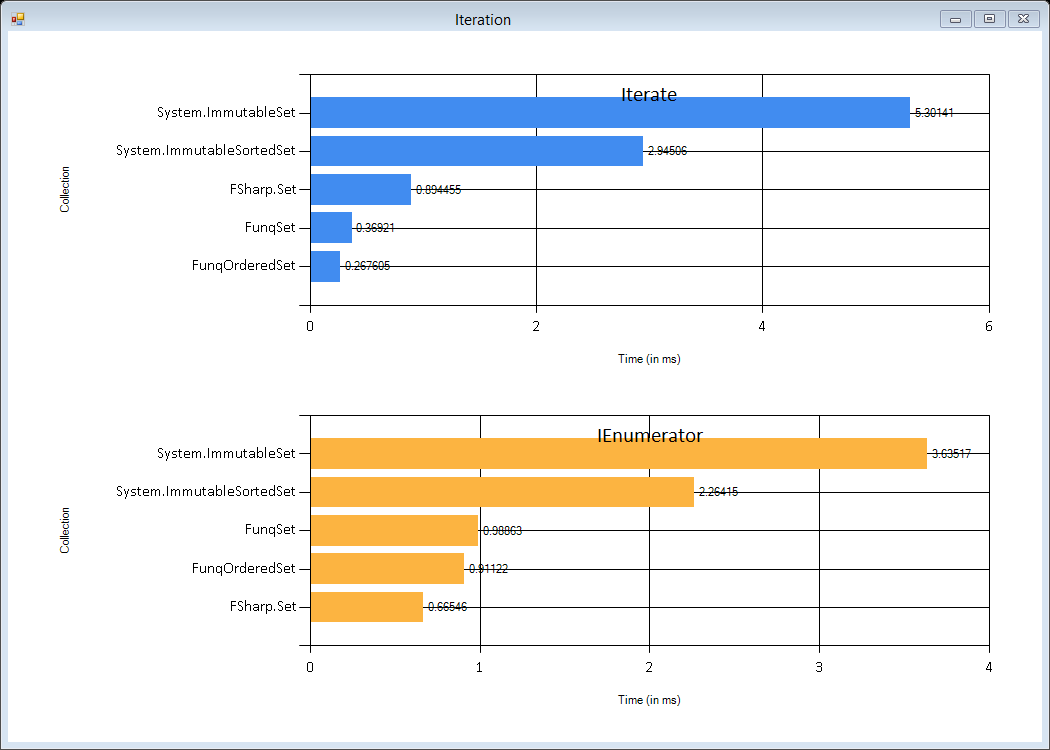 Iteration
Iterate
System.ImmutableSet 5.30141
System.ImmutableSortedSet 2.94506
FSharp.Set 0.894455
FunqSet 0.36921
FunqOrderedSet 0.267605
Collection
0 2 4 6
Time (in ms)
IEnumerator
System.ImmutableSet 3.63517
System.ImmutableSortedSet 2.26415
FunqSet 0.98863
FunqOrderedSet 0.91122
FSharp.Set 0.66546
Collection
0 1 2 3 4
Time (in ms)